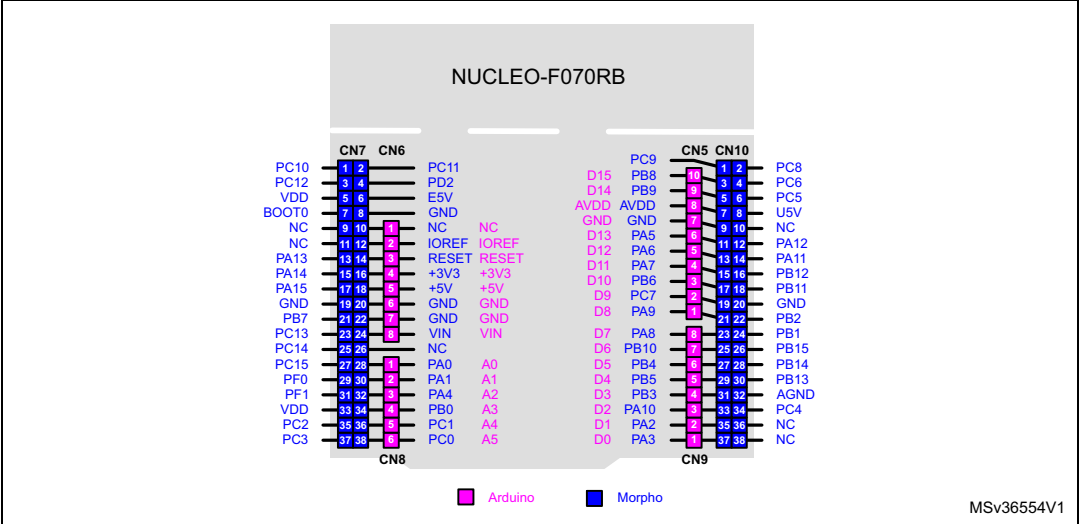 NUCLEO-F070RB
CN7 CN6 CN5 CN10
PC9
PC10 1 2 PC11 1 2 PC8
D15 PB8 10
PC12 3 4 PD2 3 4 PC6
D14 PB9 9
VDD 5 6 E5V 5 6 PC5
AVDD AVDD 8
BOOT0 7 8 GND 7 8 U5V
GND GND 7
NC 9 10 1 NC NC 9 10 NC
D13 PA5 6
NC 11 12 2 IOREF IOREF 11 12 PA12
D12 PA6 5
PA13 13 14 3 RESET RESET 13 14 PA11
D11 PA7 4
PA14 15 16 4 +3V3 +3V3 15 16 PB12
D10 PB6 3
PA15 17 18 5 +5V +5V 17 18 PB11
D9 PC7 2
GND 19 20 6 GND GND 19 20 GND
D8 PA9 1
PB7 21 22 7 GND GND 21 22 PB2
PC13 23 24 8 VIN VIN D7 PA8 8 23 24 PB1
PC14 25 26 NC D6 PB10 7 25 26 PB15
PC15 27 28 1 PA0 A0 D5 PB4 6 27 28 PB14
PF0 29 30 2 PA1 A1 D4 PB5 5 29 30 PB13
PF1 31 32 3 PA4 A2 D3 PB3 4 31 32 AGND
VDD 33 34 4 PB0 A3 D2 PA10 3 33 34 PC4
PC2 35 36 5 PC1 A4 D1 PA2 2 35 36 NC
PC3 37 38 6 PC0 A5 D0 PA3 1 37 38 NC
CN8 CN9
Arduino Morpho
MSv36554V1